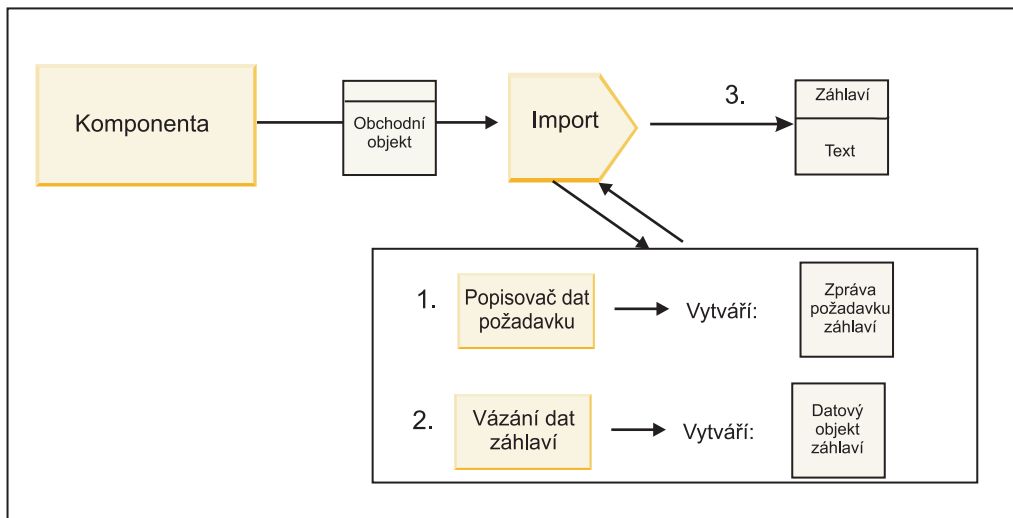 Komponenta
Obchodní
objekt
Import
3.
Záhlaví
Text
1.
Popisovač dat
požadavku
Vytváří:
Zpráva
požadavku
záhlaví
2.
Vázání dat
záhlaví
Vytváří:
Datový
objekt
záhlaví